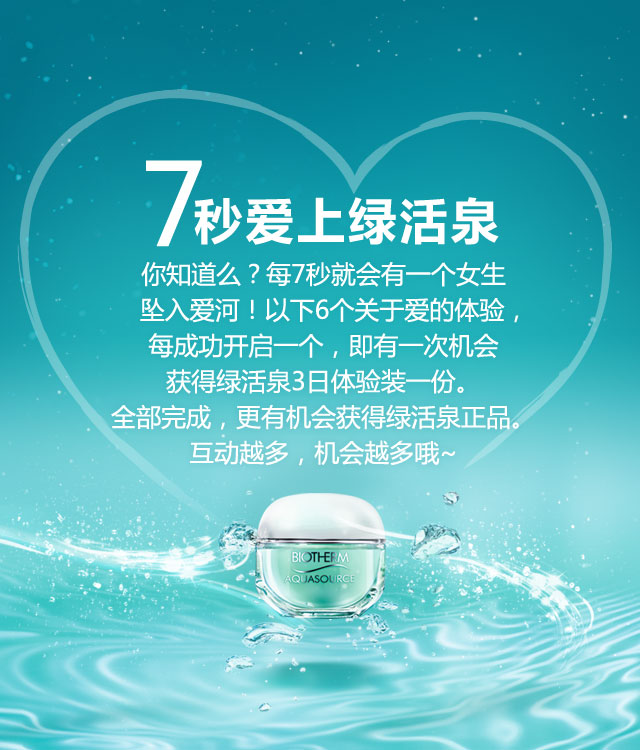 7秒爱上绿活泉
你知道么？每7秒就会有一个女生
坠入爱河！以下6个关于爱的体验，
每成功开启一个，即有一次机会
获得绿活泉3日体验装一份。
全部完成，更有机会获得绿活泉正品。
互动越多，机会越多哦~
BIOTHERM
AQUASOURCE